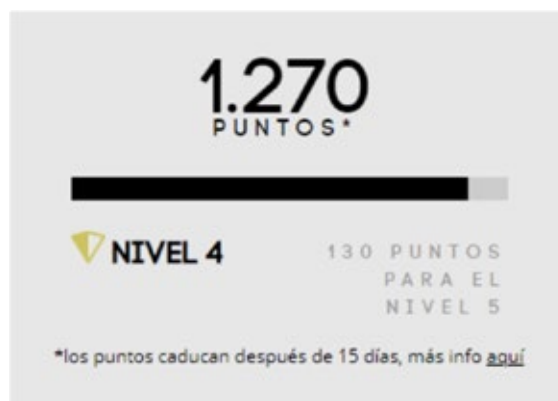 1.270
PUNTOS*
NIVEL 4
130 PUNTOS
PARA EL
NIVEL 5
*los puntos caducan después de 15 días, más info aquí